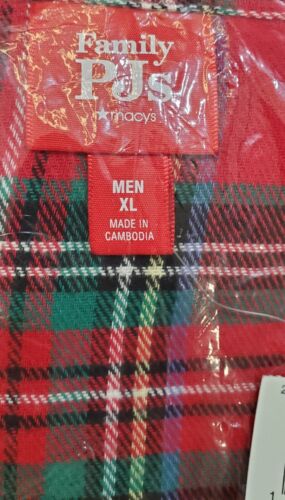 Family
PJs
★macys
MEN
XL
MADE IN
CAMBODIA